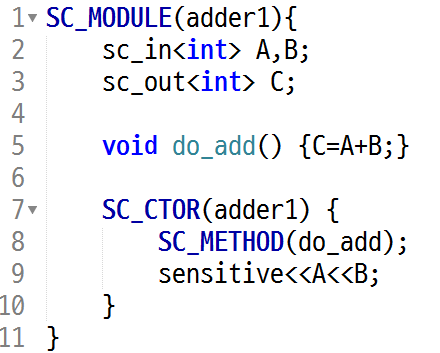 1 SC_MODULE(adder1){
2     sc_in<int> A,B;
3     sc_out<int> C;
4
5     void do_add() {C=A+B;}
6
7     SC_CTOR(adder1) {
8         SC_METHOD(do_add);
9         sensitive<<A<<B;
10     }
11 }